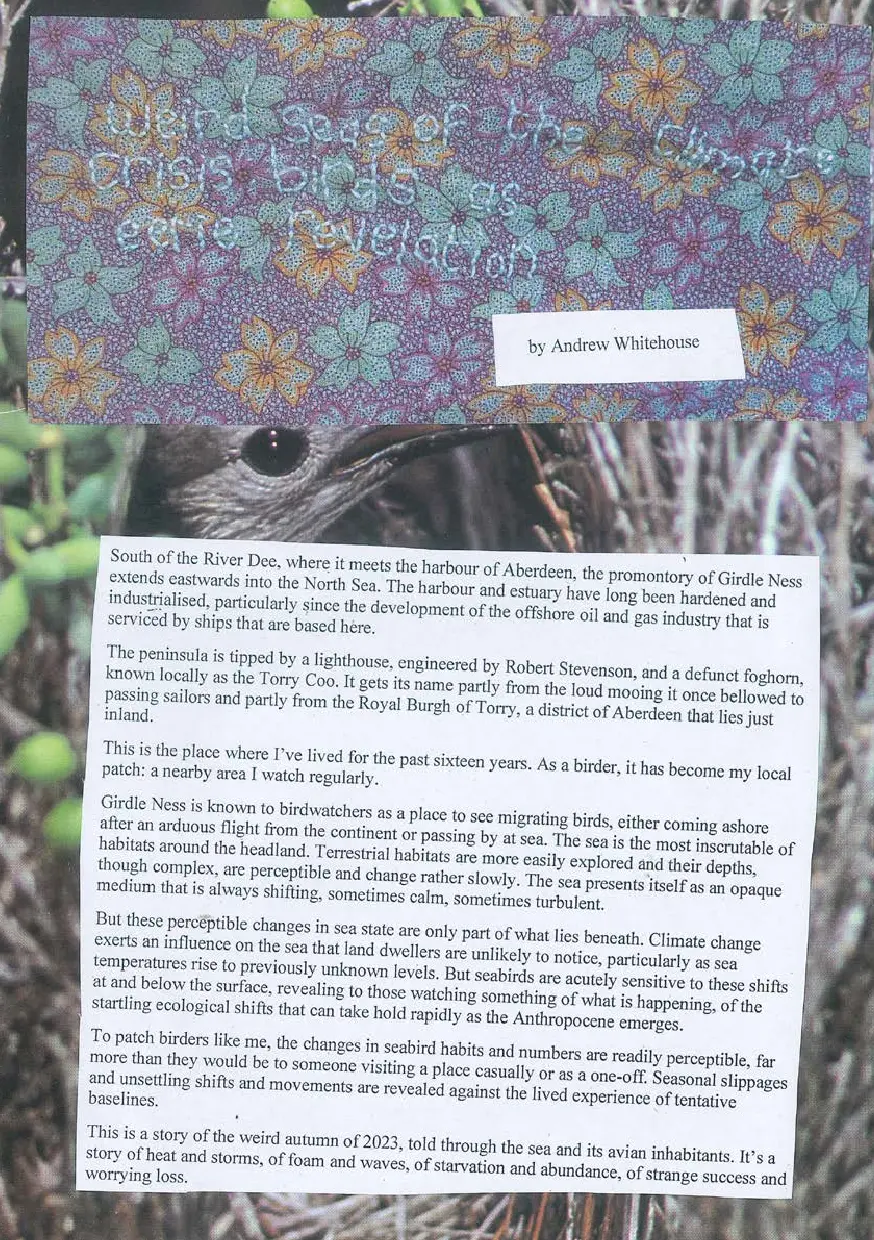 Weird seas of the climate
crisis birds as
eerie revelation
by Andrew Whitehouse
South of the River Dee, where it meets the harbour of Aberdeen, the promontory of Girdle Ness
extends eastwards into the North Sea. The harbour and estuary have long been hardened and
industrialised, particularly since the development of the offshore oil and gas industry that is
serviced by ships that are based here.
The peninsula is tipped by a lighthouse, engineered by Robert Stevenson, and a defunct foghorn,
known locally as the Torry Coo. It gets its name partly from the loud mooing it once bellowed to
passing sailors and partly from the Royal Burgh of Torry, a district of Aberdeen that lies just
inland.
This is the place where I've lived for the past sixteen years. As a birder, it has become my local
patch: a nearby area I watch regularly.
Girdle Ness is known to birdwatchers as a place to see migrating birds, either coming ashore
after an arduous flight from the continent or passing by at sea. The sea is the most inscrutable of
habitats around the headland. Terrestrial habitats are more easily explored and their depths,
though complex, are perceptible and change rather slowly. The sea presents itself as an opaque
medium that is always shifting, sometimes calm, sometimes turbulent.
But these perceptible changes in sea state are only part of what lies beneath. Climate change
exerts an influence on the sea that land dwellers are unlikely to notice, particularly as sea
temperatures rise to previously unknown levels. But seabirds are acutely sensitive to these shifts
at and below the surface, revealing to those watching something of what is happening, of the
startling ecological shifts that can take hold rapidly as the Anthropocene emerges.
To patch birders like me, the changes in seabird habits and numbers are readily perceptible, far
more than they would be to someone visiting a place casually or as a one-off. Seasonal slippages
and unsettling shifts and movements are revealed against the lived experience of tentative
baselines.
This is a story of the weird autumn of 2023, told through the sea and its avian inhabitants. It's a
story of heat and storms, of foam and waves, of starvation and abundance, of strange success and
worrying loss.